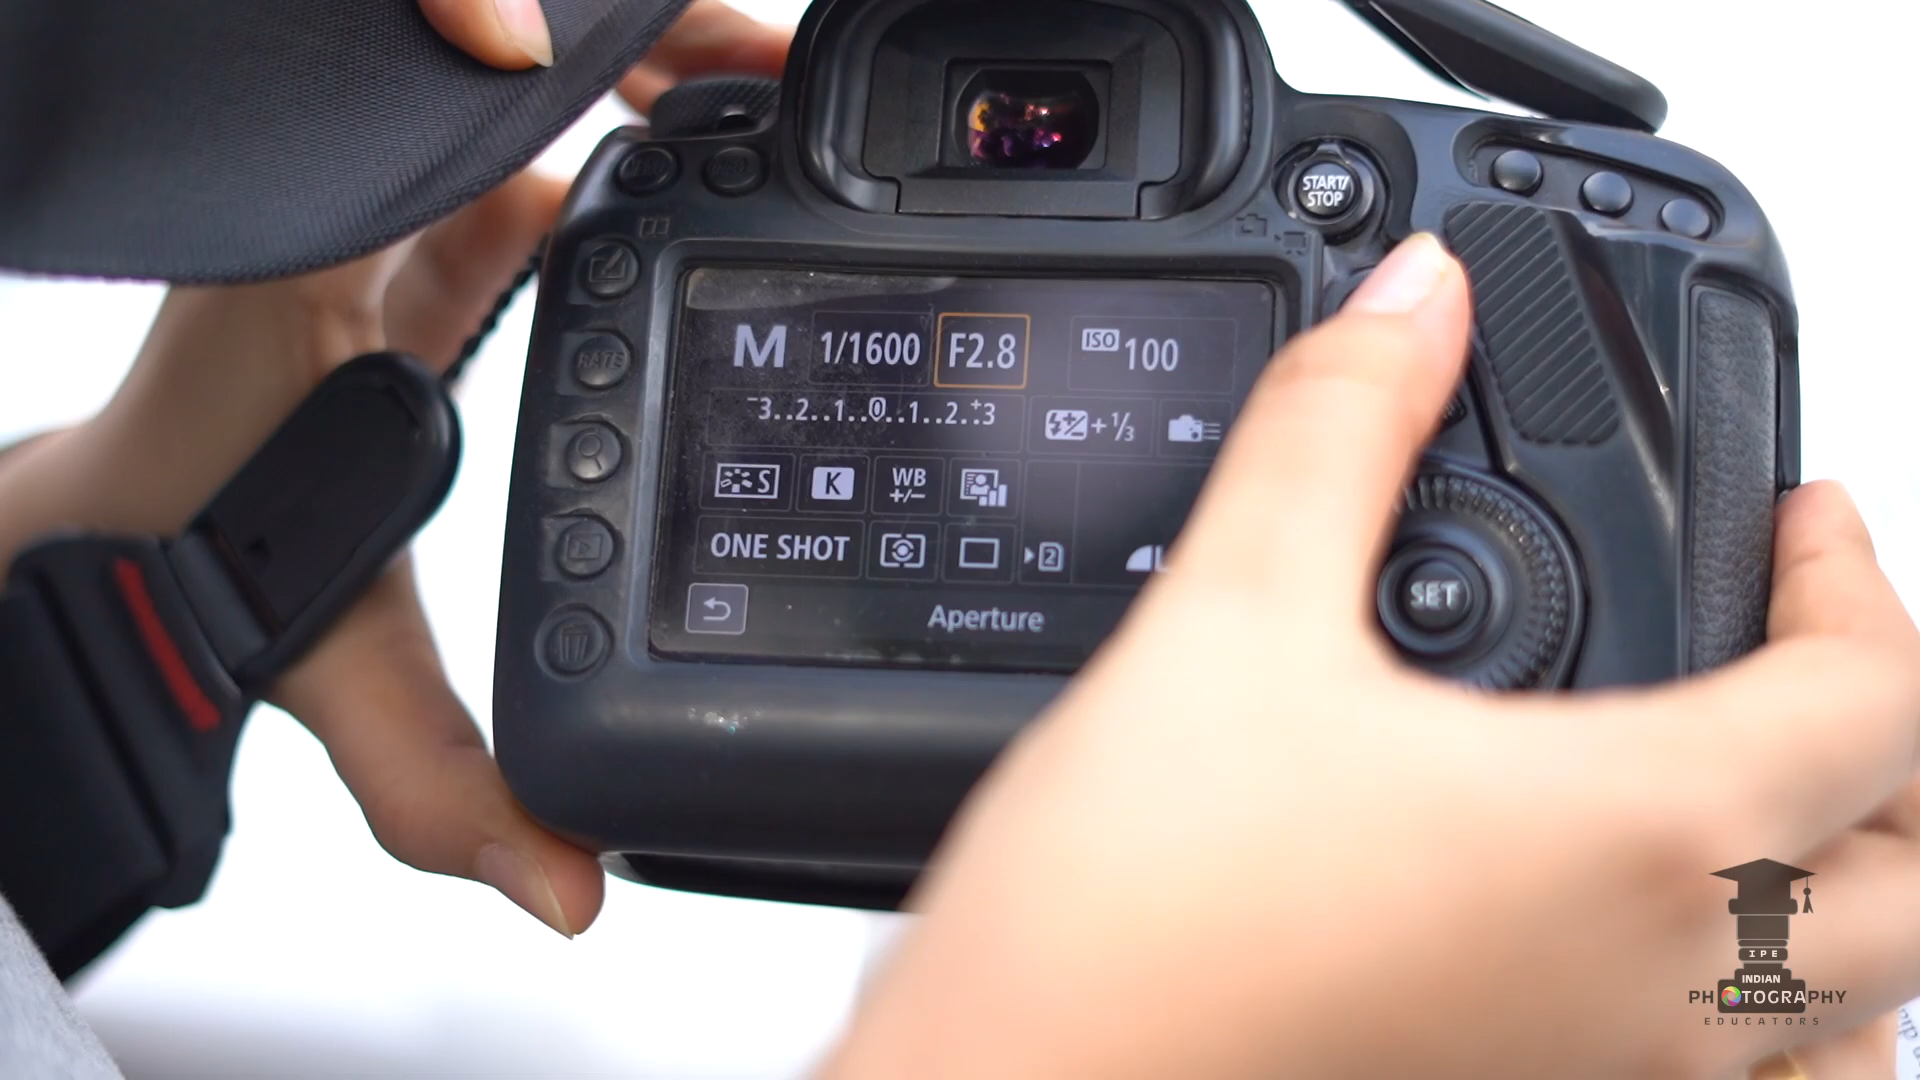 START/
STOP
RATE
M 1/1600 F2.8 ISO 100
-3..2..1..0..1..2..+3 +1/3
S K WB
+/-
ONE SHOT 2 L
Aperture
SET
IPE
INDIAN
PHOTOGRAPHY
EDUCATORS